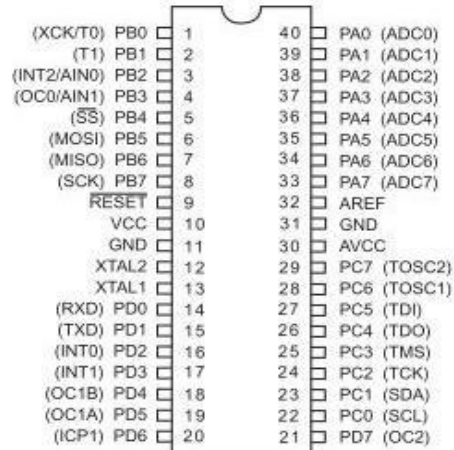 (XCK/T0) PB0 1 40 PA0 (ADC0)
(T1) PB1 2 39 PA1 (ADC1)
(INT2/AIN0) PB2 3 38 PA2 (ADC2)
(OC0/AIN1) PB3 4 37 PA3 (ADC3)
(SS) PB4 5 36 PA4 (ADC4)
(MOSI) PB5 6 35 PA5 (ADC5)
(MISO) PB6 7 34 PA6 (ADC6)
(SCK) PB7 8 33 PA7 (ADC7)
RESET 9 32 AREF
VCC 10 31 GND
GND 11 30 AVCC
XTAL2 12 29 PC7 (TOSC2)
XTAL1 13 28 PC6 (TOSC1)
(RXD) PD0 14 27 PC5 (TDI)
(TXD) PD1 15 26 PC4 (TDO)
(INT0) PD2 16 25 PC3 (TMS)
(INT1) PD3 17 24 PC2 (TCK)
(OC1B) PD4 18 23 PC1 (SDA)
(OC1A) PD5 19 22 PC0 (SCL)
(ICP1) PD6 20 21 PD7 (OC2)